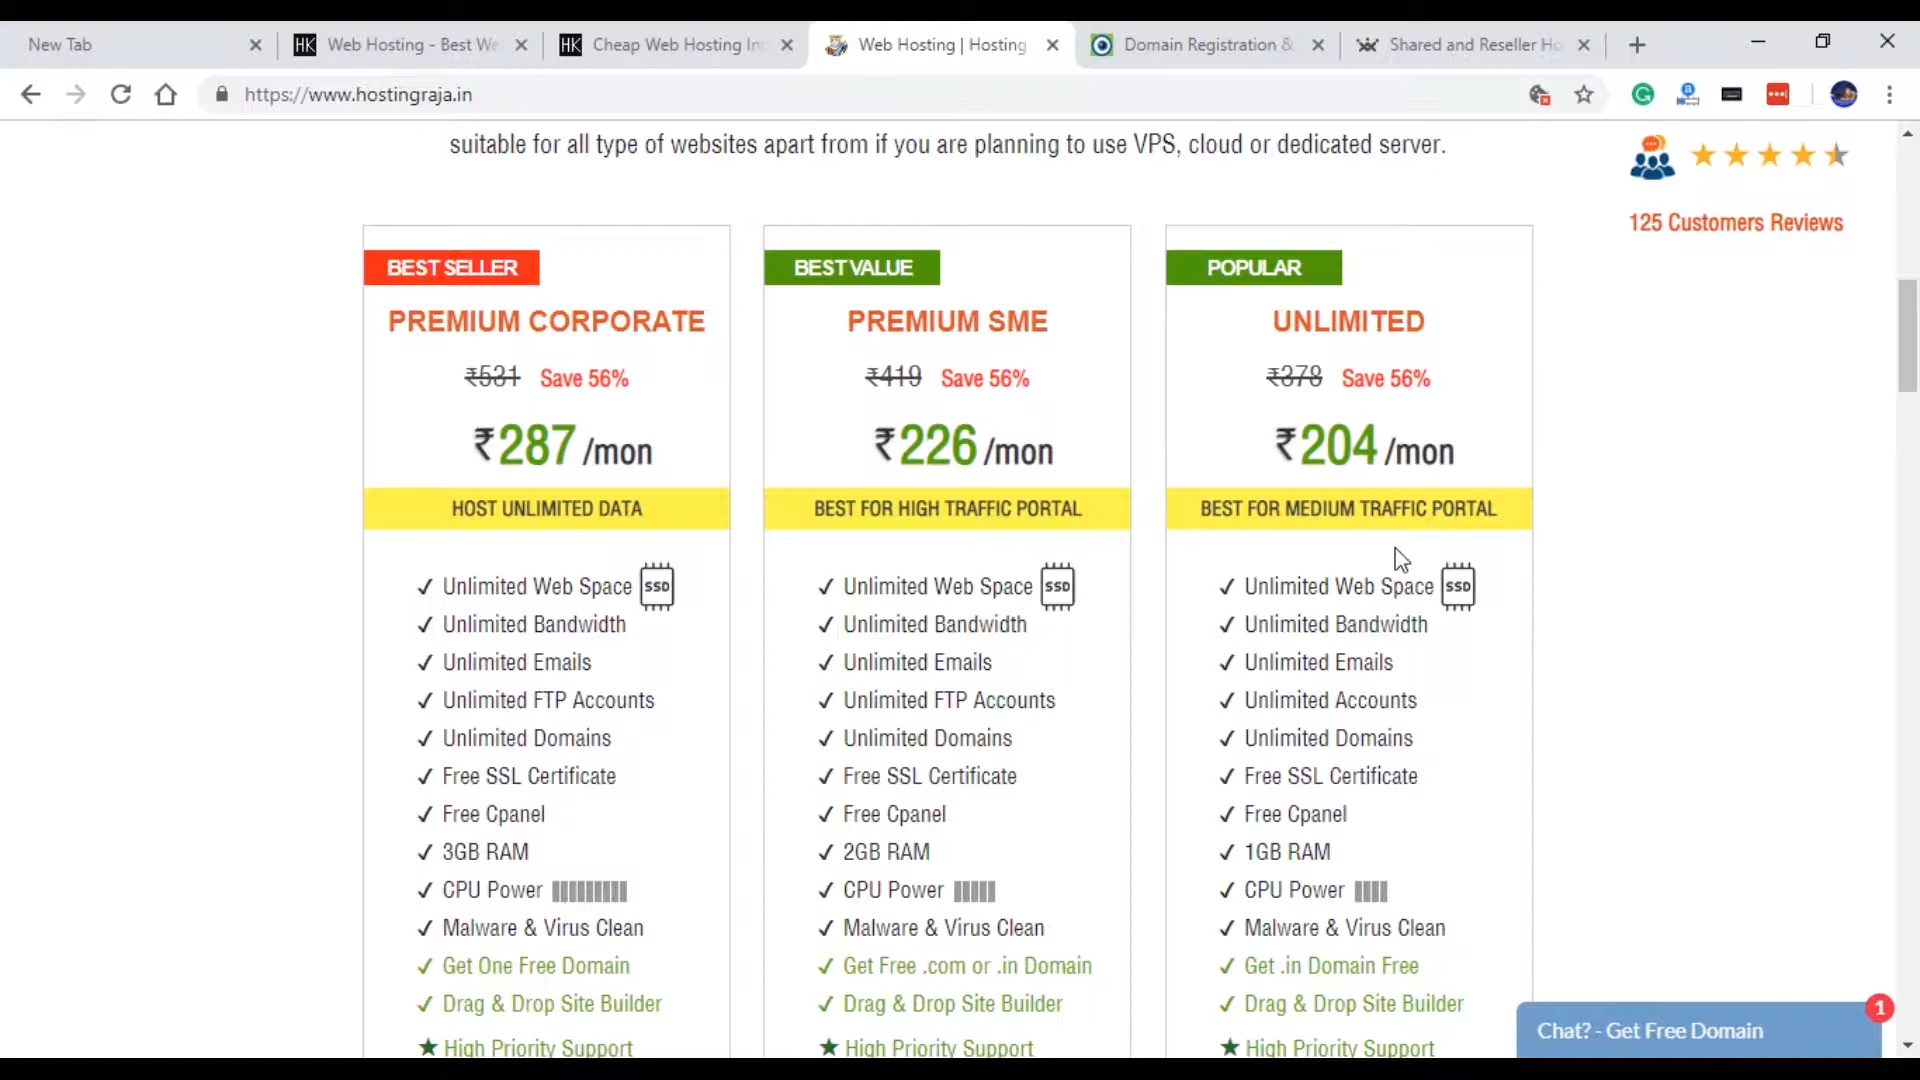 New Tab
HK Web Hosting - Best We
HK Cheap Web Hosting In
Web Hosting | Hosting
Domain Registration &
Shared and Reseller Ho
https://www.hostingraja.in
suitable for all type of websites apart from if you are planning to use VPS, cloud or dedicated server.
125 Customers Reviews
BEST SELLER
PREMIUM CORPORATE
₹531 Save 56%
₹287 /mon
HOST UNLIMITED DATA
✓ Unlimited Web Space SSD
✓ Unlimited Bandwidth
✓ Unlimited Emails
✓ Unlimited FTP Accounts
✓ Unlimited Domains
✓ Free SSL Certificate
✓ Free Cpanel
✓ 3GB RAM
✓ CPU Power
✓ Malware & Virus Clean
✓ Get One Free Domain
✓ Drag & Drop Site Builder
★ High Priority Support
BEST VALUE
PREMIUM SME
₹419 Save 56%
₹226 /mon
BEST FOR HIGH TRAFFIC PORTAL
✓ Unlimited Web Space SSD
✓ Unlimited Bandwidth
✓ Unlimited Emails
✓ Unlimited FTP Accounts
✓ Unlimited Domains
✓ Free SSL Certificate
✓ Free Cpanel
✓ 2GB RAM
✓ CPU Power
✓ Malware & Virus Clean
✓ Get Free .com or .in Domain
✓ Drag & Drop Site Builder
★ High Priority Support
POPULAR
UNLIMITED
₹378 Save 56%
₹204 /mon
BEST FOR MEDIUM TRAFFIC PORTAL
✓ Unlimited Web Space SSD
✓ Unlimited Bandwidth
✓ Unlimited Emails
✓ Unlimited Accounts
✓ Unlimited Domains
✓ Free SSL Certificate
✓ Free Cpanel
✓ 1GB RAM
✓ CPU Power
✓ Malware & Virus Clean
✓ Get .in Domain Free
✓ Drag & Drop Site Builder
★ High Priority Support
1
Chat? - Get Free Domain